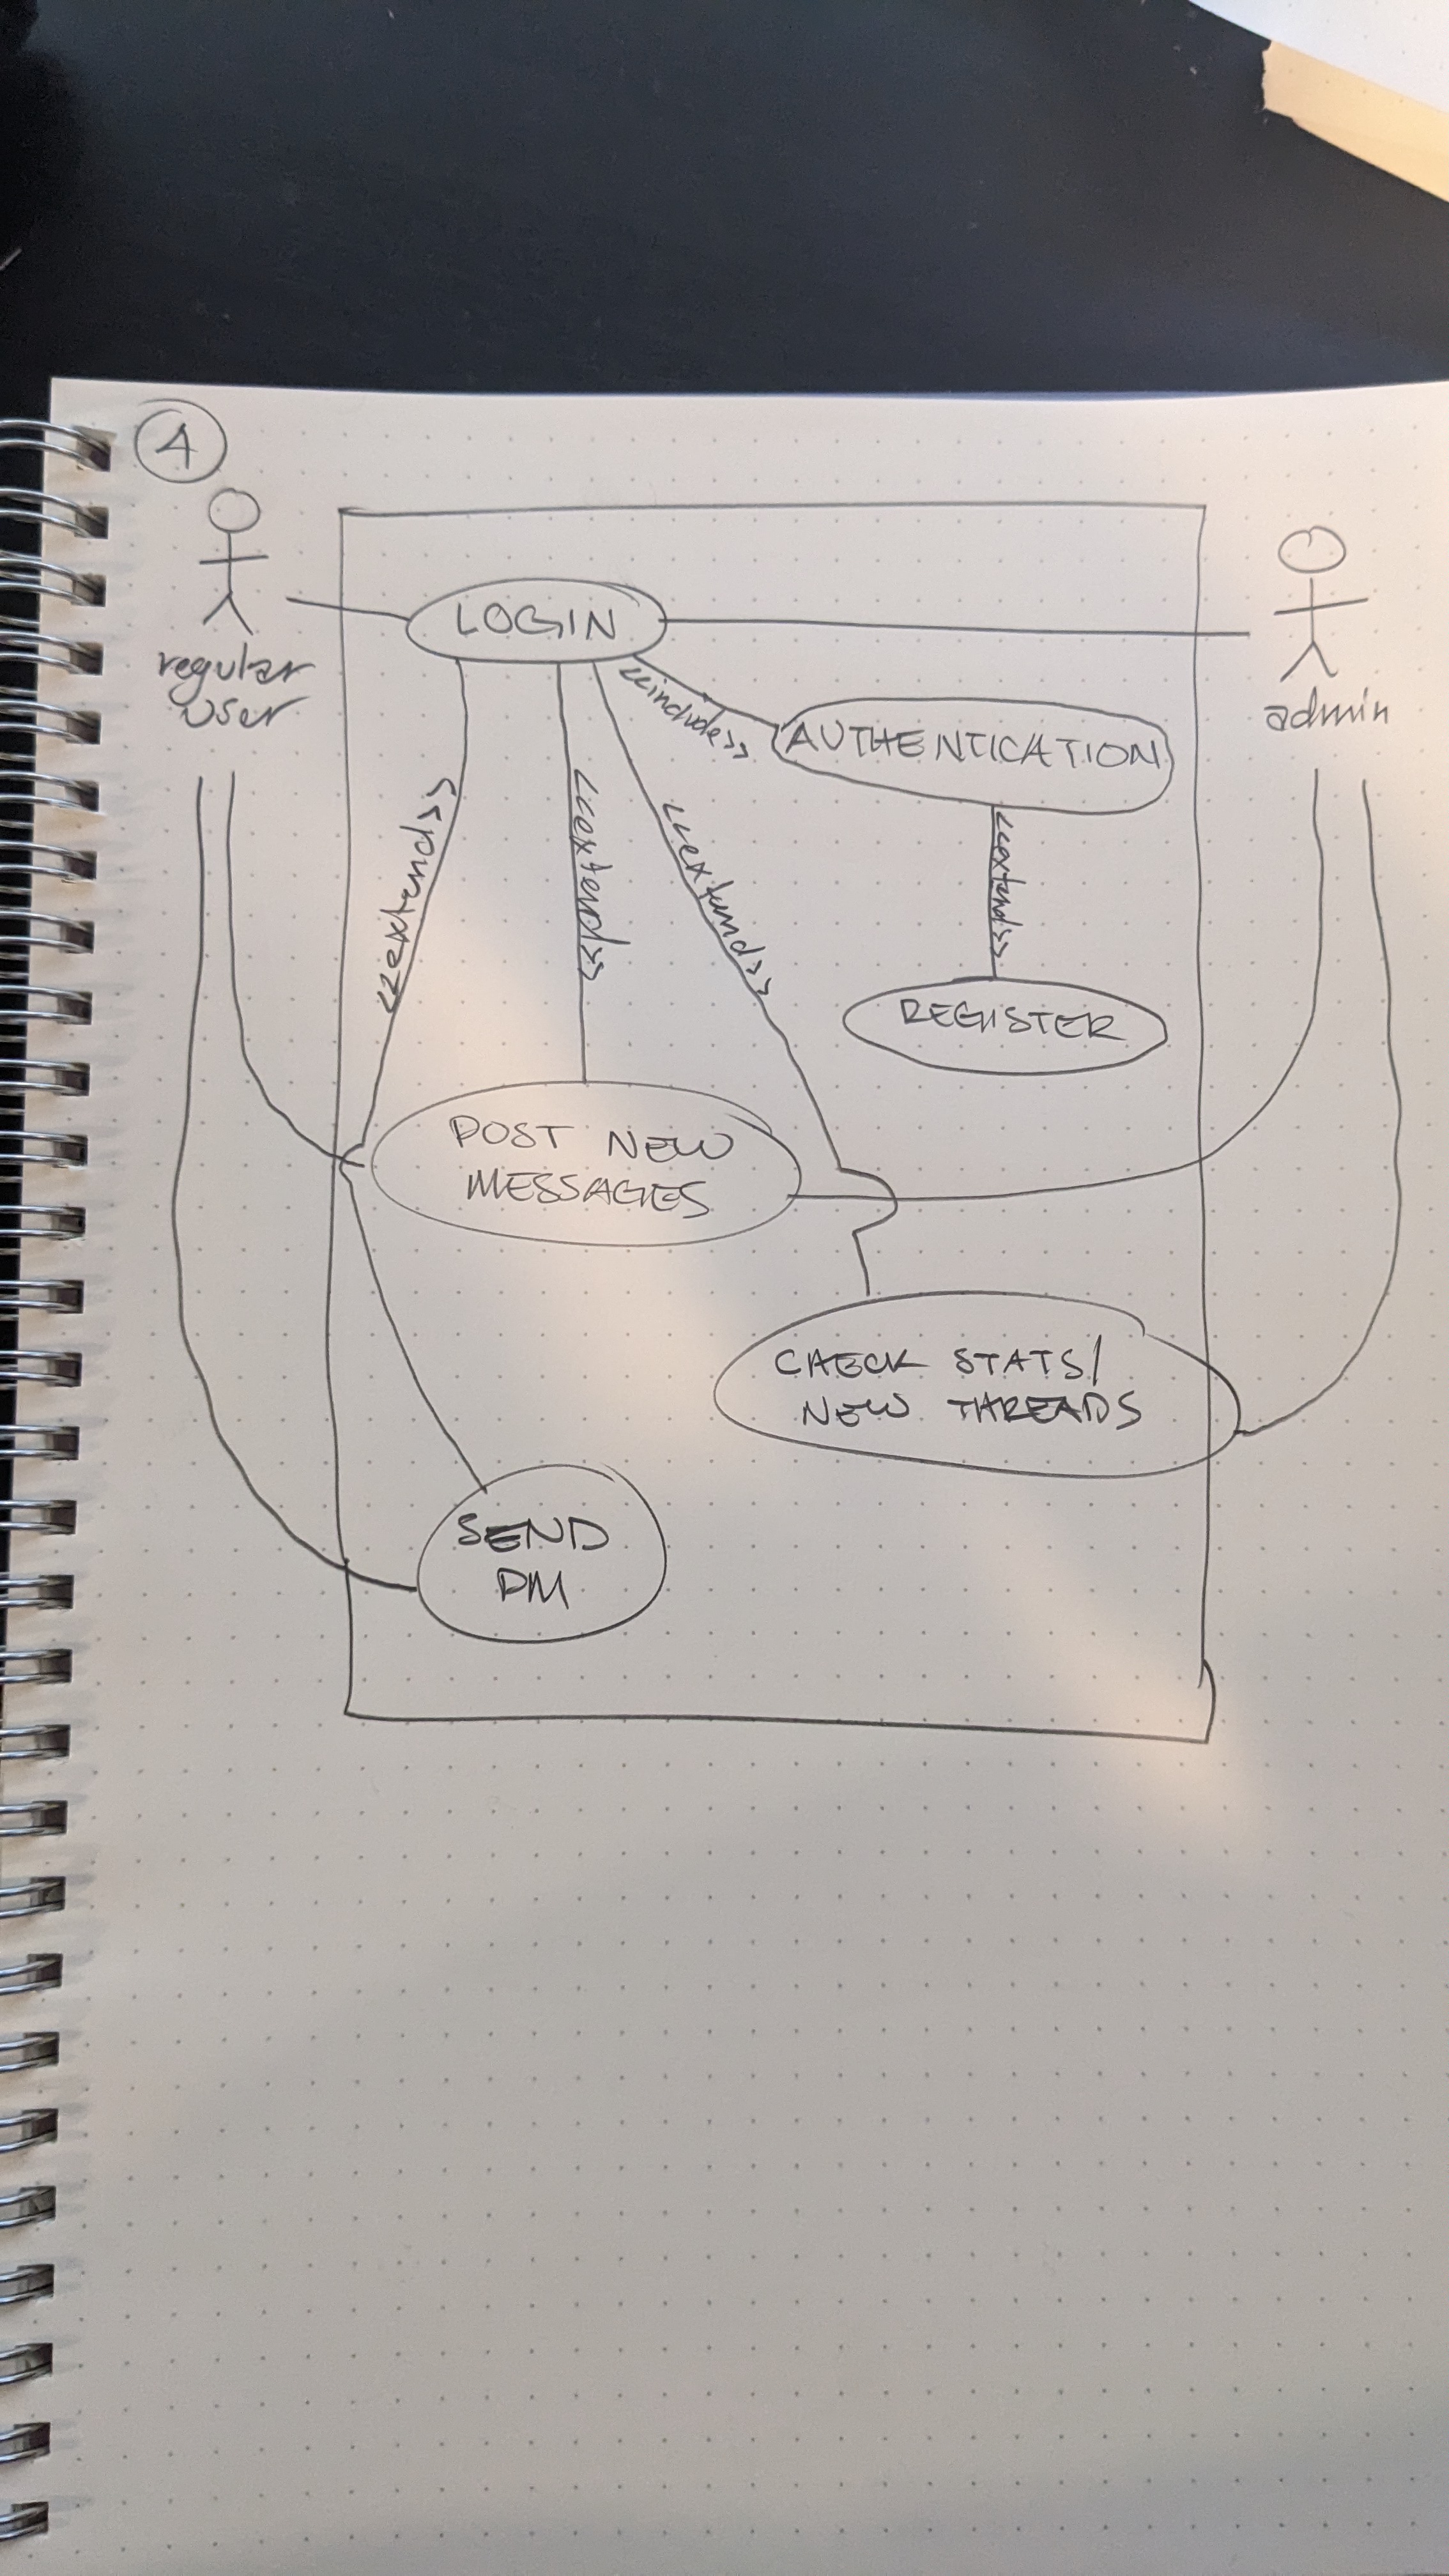 4
regular
user
LOGIN
admin
<<include>>
AUTHENTICATION
<<extend>>
<<extend>>
<<extend>>
<<extend>>
REGISTER
POST NEW
MESSAGES
CHECK STATS/
NEW THREADS
SEND
DM